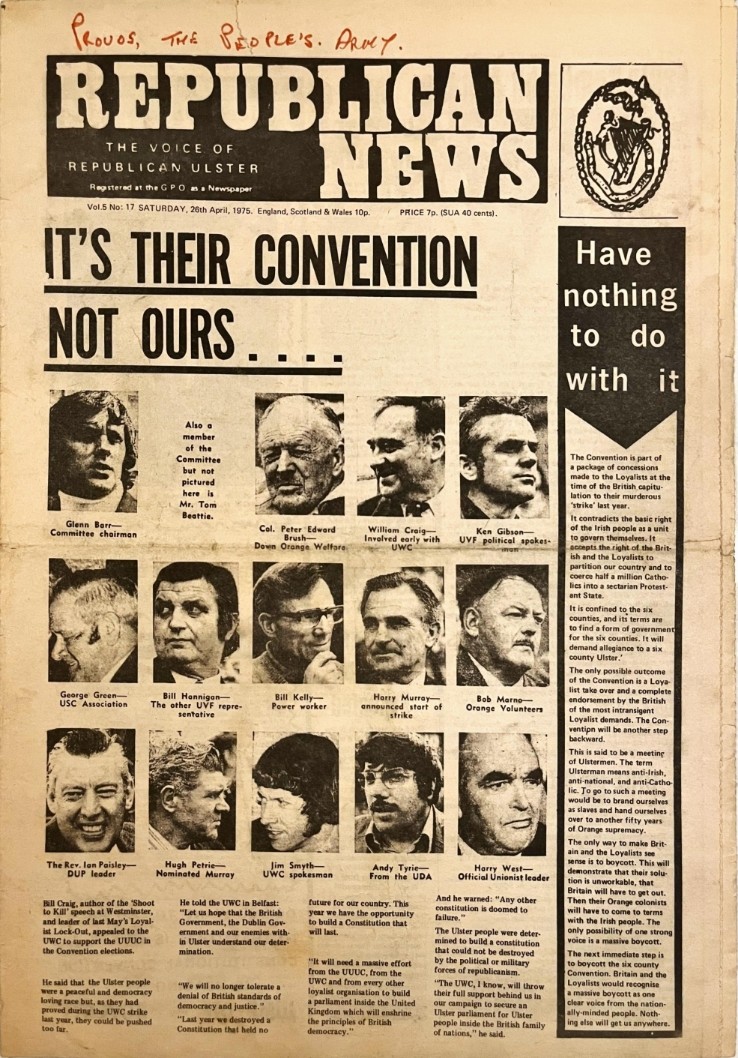 PROVOS, THE PEOPLE'S. ARMY.
REPUBLICAN
NEWS
THE VOICE OF
REPUBLICAN ULSTER
Registered at the G.P.O. as a Newspaper
Vol.5 No: 17 SATURDAY, 26th April, 1975. England, Scotland & Wales 10p. PRICE 7p. (SUA 40 cents).
IT'S THEIR CONVENTION
NOT OURS . . . .
Glenn Barr—
Committee chairman
Also a
member
of the
Committee
but not
pictured
here is
Mr. Tom
Beattie.
Col. Peter Edward
Brush—
Down Orange Welfare
William Craig—
Involved early with
UWC
Ken Gibson—
UVF political spokes-
man
George Green—
USC Association
Bill Hannigan—
The other UVF repre-
sentative
Bill Kelly—
Power worker
Harry Murray—
announced start of
strike
Bob Marno—
Orange Volunteers
The Rev. Ian Paisley—
DUP leader
Hugh Petrie—
Nominated Murray
Jim Smyth—
UWC spokesman
Andy Tyrie—
From the UDA
Harry West—
Official Unionist leader
Bill Craig, author of the 'Shoot
to Kill' speech at Westminster,
and leader of last May's Loyal-
ist Lock-Out, appealed to the
UWC to support the UUUC in
the Convention elections.
He said that the Ulster people
were a peaceful and democracy
loving race but, as they had
proved during the UWC strike
last year, they could be pushed
too far.
He told the UWC in Belfast:
"Let us hope that the British
Government, the Dublin Gov-
ernment and our enemies with-
in Ulster understand our deter-
mination.
"We will no longer tolerate a
denial of British standards of
democracy and justice."
"Last year we destroyed a
Constitution that held no
future for our country. This
year we have the opportunity
to build a Constitution that
will last.
"It will need a massive effort
from the UUUC, from the
UWC and from every other
loyalist organisation to build
a parliament inside the United
Kingdom which will enshrine
the principles of British
democracy."
And he warned: "Any other
constitution is doomed to
failure."
The Ulster people were deter-
mined to build a constitution
that could not be destroyed
by the political or military
forces of republicanism.
"The UWC, I know, will throw
their full support behind us in
our campaign to secure an
Ulster parliament for Ulster
people inside the British family
of nations," he said.
Have
nothing
to do
with it
The Convention is part of
a package of concessions
made to the Loyalists at the
time of the British capitu-
lation to their murderous
'strike' last year.
It contradicts the basic right
of the Irish people as a unit
to govern themselves. It
accepts the right of the Brit-
ish and the Loyalists to
partition our country and to
coerce half a million Catho-
lics into a sectarian Protest-
ant State.
It is confined to the six
counties, and its terms are
to find a form of government
for the six counties. It will
demand allegiance to a six
county Ulster.'
The only possible outcome
of the Convention is a Loya-
list take over and a complete
endorsement by the British
of the most intransigent
Loyalist demands. The Con-
vention will be another step
backward.
This is said to be a meeting
of Ulstermen. The term
Ulsterman means anti-Irish,
anti-national, and anti-Catho-
lic. To go to such a meeting
would be to brand ourselves
as slaves and hand ourselves
over to another fifty years
of Orange supremacy.
The only way to make Brit-
ain and the Loyalists see
sense is to boycott. This will
demonstrate that their solu-
tion is unworkable, that
Britain will have to get out.
Then their Orange colonists
will have to come to terms
with the Irish people. The
only possibility of one strong
voice is a massive boycott.
The next immediate step is
to boycott the six county
Convention. Britain and the
Loyalists would recognise
a massive boycott as one
clear voice from the nation-
ally-minded people. Noth-
ing else will get us anywhere.